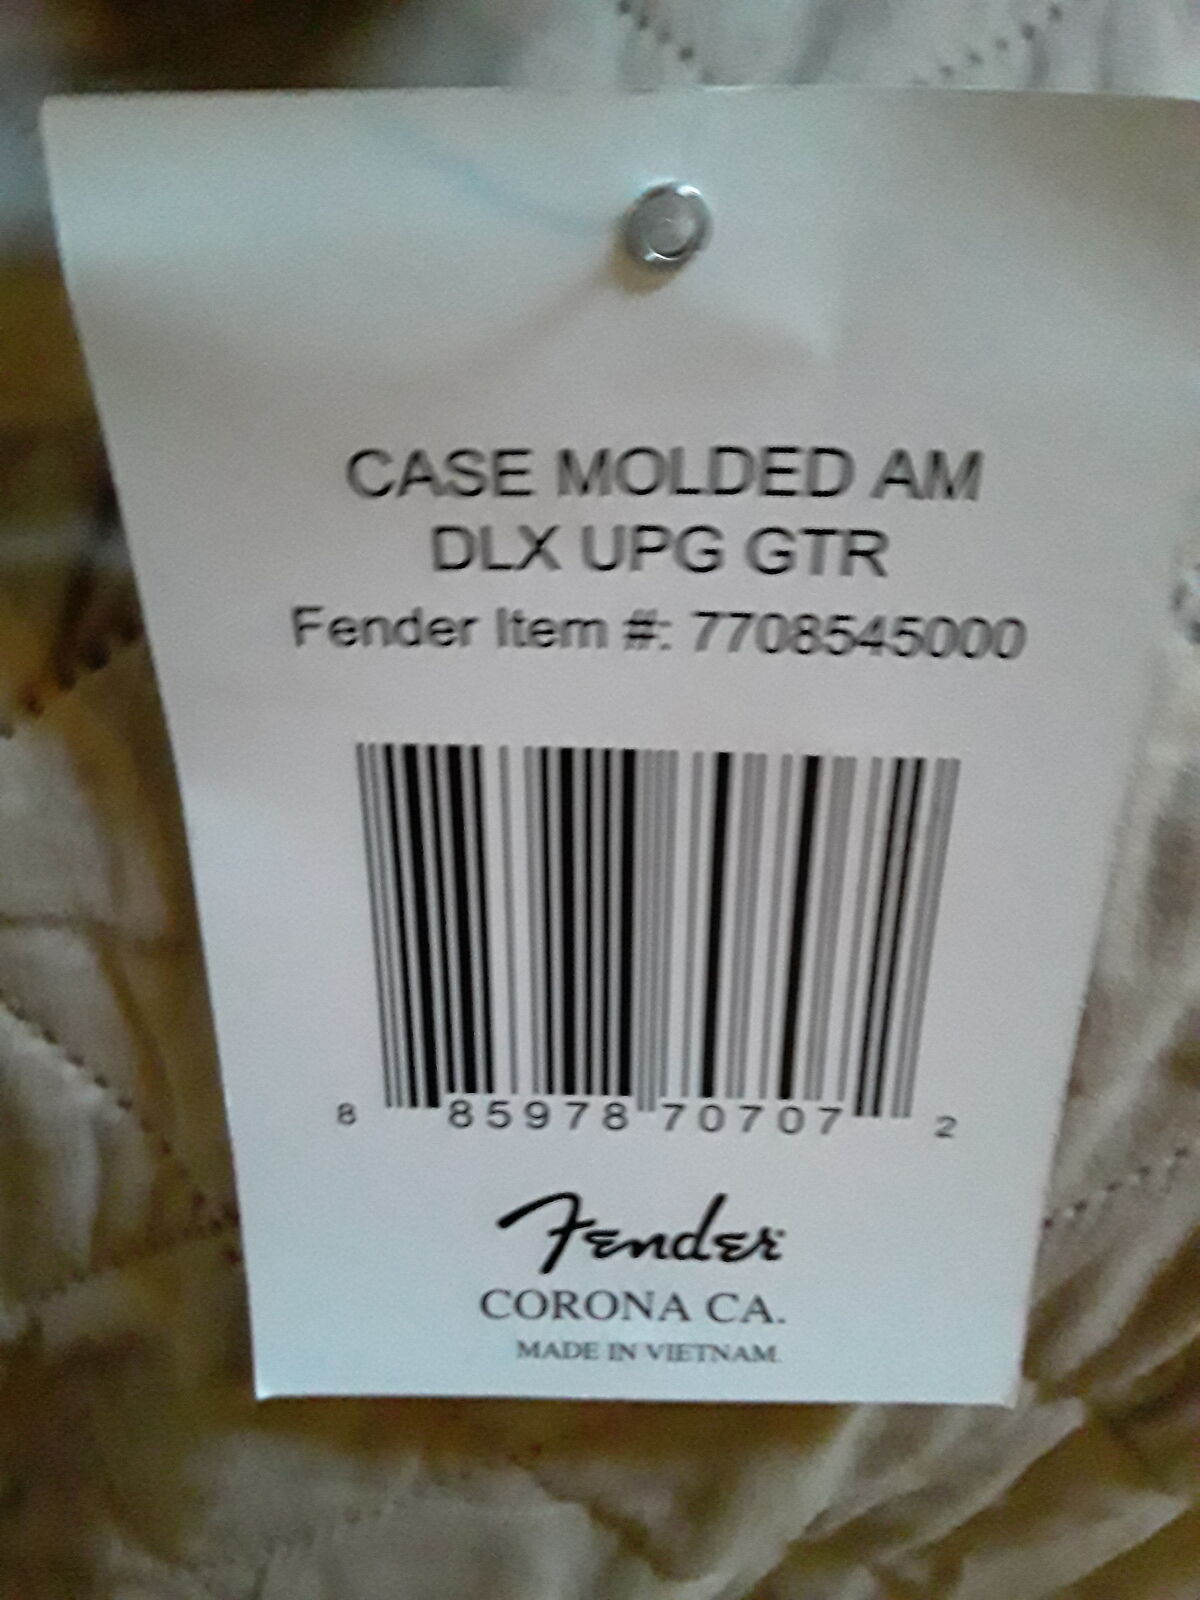 CASE MOLDED AM
DLX UPG GTR
Fender Item #: 7708545000
8 85978 70707 2
Fender
CORONA CA.
MADE IN VIETNAM.